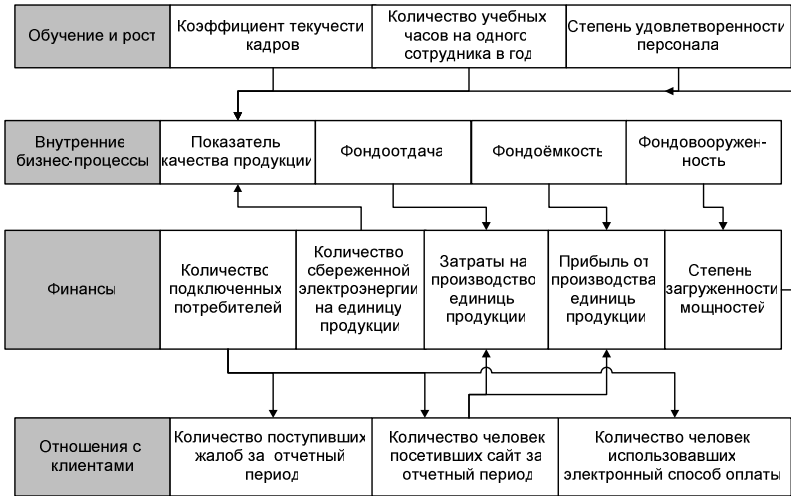 Обучение и рост
Коэффициент текучести
кадров
Количество учебных
часов на одного
сотрудника в год
Степень удовлетворенности
персонала
Внутренние
бизнес-процессы
Показатель
качества продукции
Фондоотдача
Фондоёмкость
Фондовооружен-
ность
Финансы
Количество
подключенных
потребителей
Количество
сбереженной
электроэнергии
на единицу
продукции
Затраты на
производство
единицы
продукции
Прибыль от
производства
единицы
продукции
Степень
загруженности
мощностей
Отношения с
клиентами
Количество поступивших
жалоб за отчетный
период
Количество человек
посетивших сайт за
отчетный период
Количество человек
использовавших
электронный способ оплаты